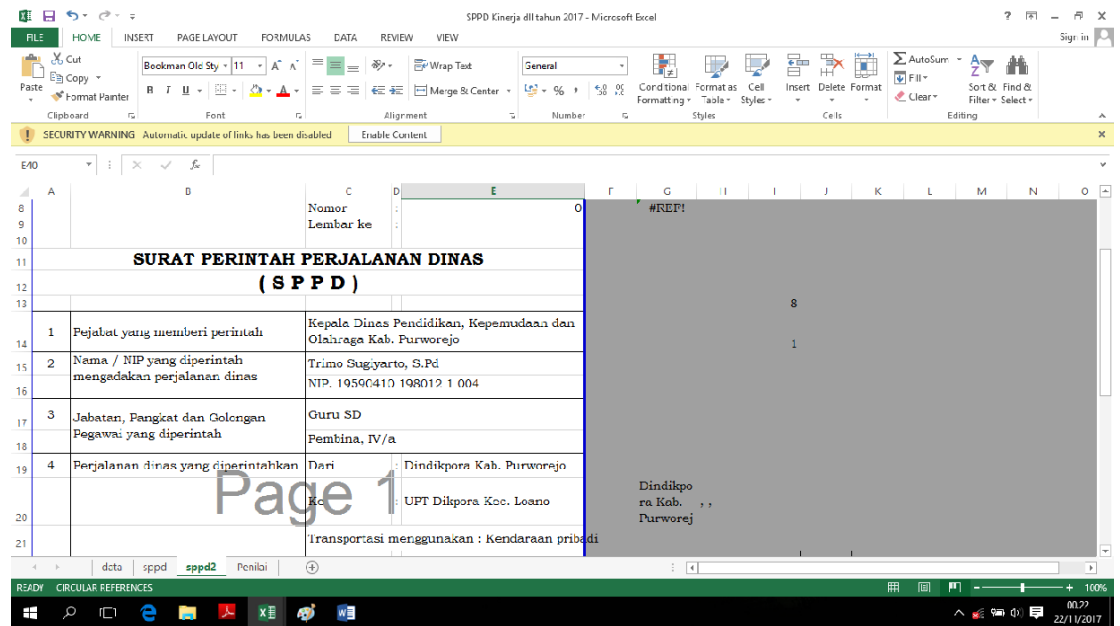 SPPD Kinerja dll tahun 2017 - Microsoft Excel
Sign in
FILE HOME INSERT PAGE LAYOUT FORMULAS DATA REVIEW VIEW
Cut
Copy
Format Painter
Paste
Bookman Old Sty 11
B I U
Wrap Text
Merge & Center
General
Conditional Formatting
Format as Table
Cell Styles
Insert Delete Format
AutoSum
Fill
Clear
Sort & Filter
Find & Select
Clipboard Font Alignment Number Styles Cells Editing
SECURITY WARNING Automatic update of links has been disabled Enable Content
E40 fx
A B C D E F G H I J K L M N O
8 Nomor : 0 #REF!
9 Lembar ke :
10
11 SURAT PERINTAH PERJALANAN DINAS
12 ( S P P D )
13 8
14 1 Pejabat yang memberi perintah Kepala Dinas Pendidikan, Kepemudaan dan Olahraga Kab. Purworejo 1
15 2 Nama / NIP yang diperintah mengadakan perjalanan dinas Trimo Sugiyarto, S.Pd
16 NIP. 19590410 198012 1 004
17 3 Jabatan, Pangkat dan Golongan Pegawai yang diperintah Guru SD
18 Pembina, IV/a
19 4 Perjalanan dinas yang diperintahkan Dari : Dindikpora Kab. Purworejo
20 Ke : UPT Dikpora Kec. Loano Dindikpo ra Kab. Purworej , ,
Page 1
21 Transportasi menggunakan : Kendaraan pribadi
data sppd sppd2 Penilai
READY CIRCULAR REFERENCES 100%
00.22
22/11/2017